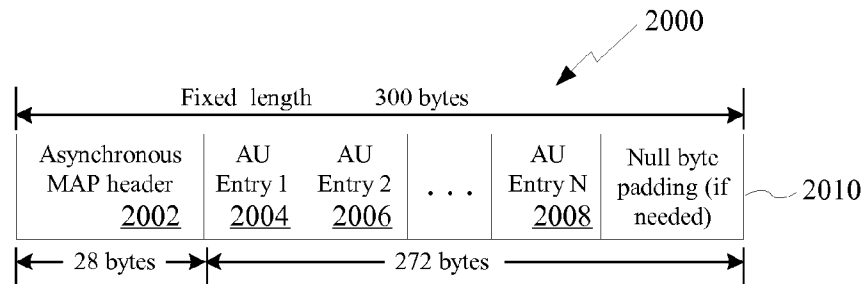 2000
Fixed length 300 bytes
Asynchronous MAP header 2002
AU Entry 1 2004
AU Entry 2 2006
. . .
AU Entry N 2008
Null byte padding (if needed)
2010
28 bytes
272 bytes